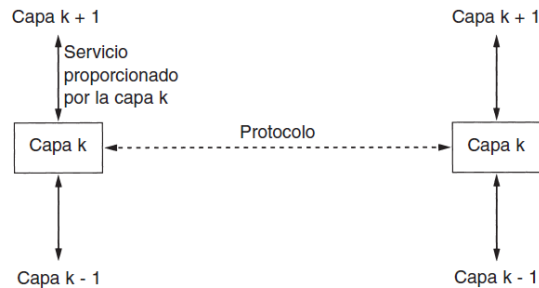 Capa k + 1
Capa k + 1
Servicio
proporcionado
por la capa k
Protocolo
Capa k
Capa k
Capa k - 1
Capa k - 1